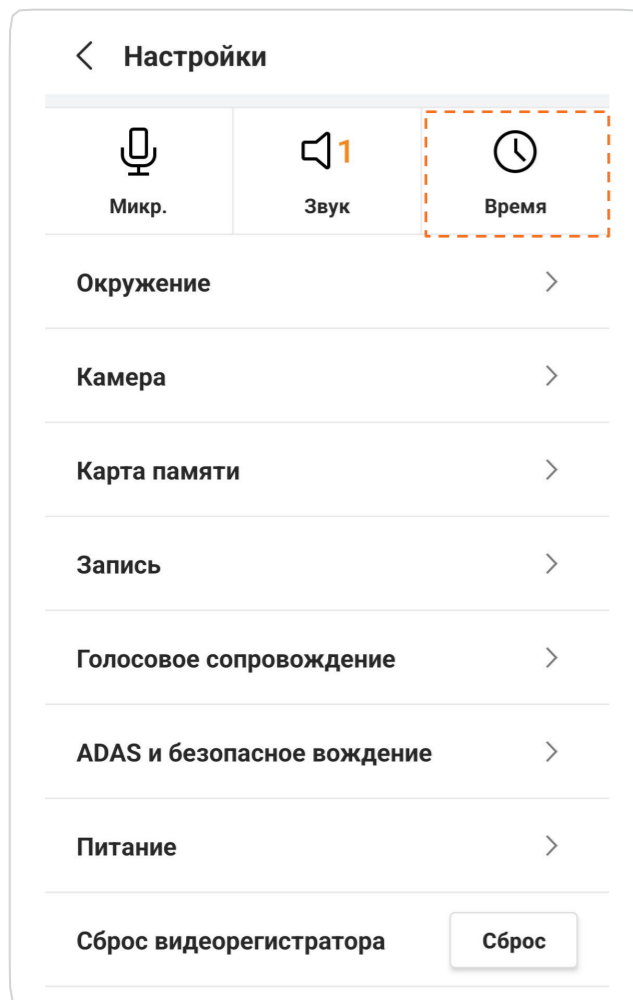 Настройки
1
Микр.
Звук
Время
Окружение
Камера
Карта памяти
Запись
Голосовое сопровождение
ADAS и безопасное вождение
Питание
Сброс видеорегистратора
Сброс